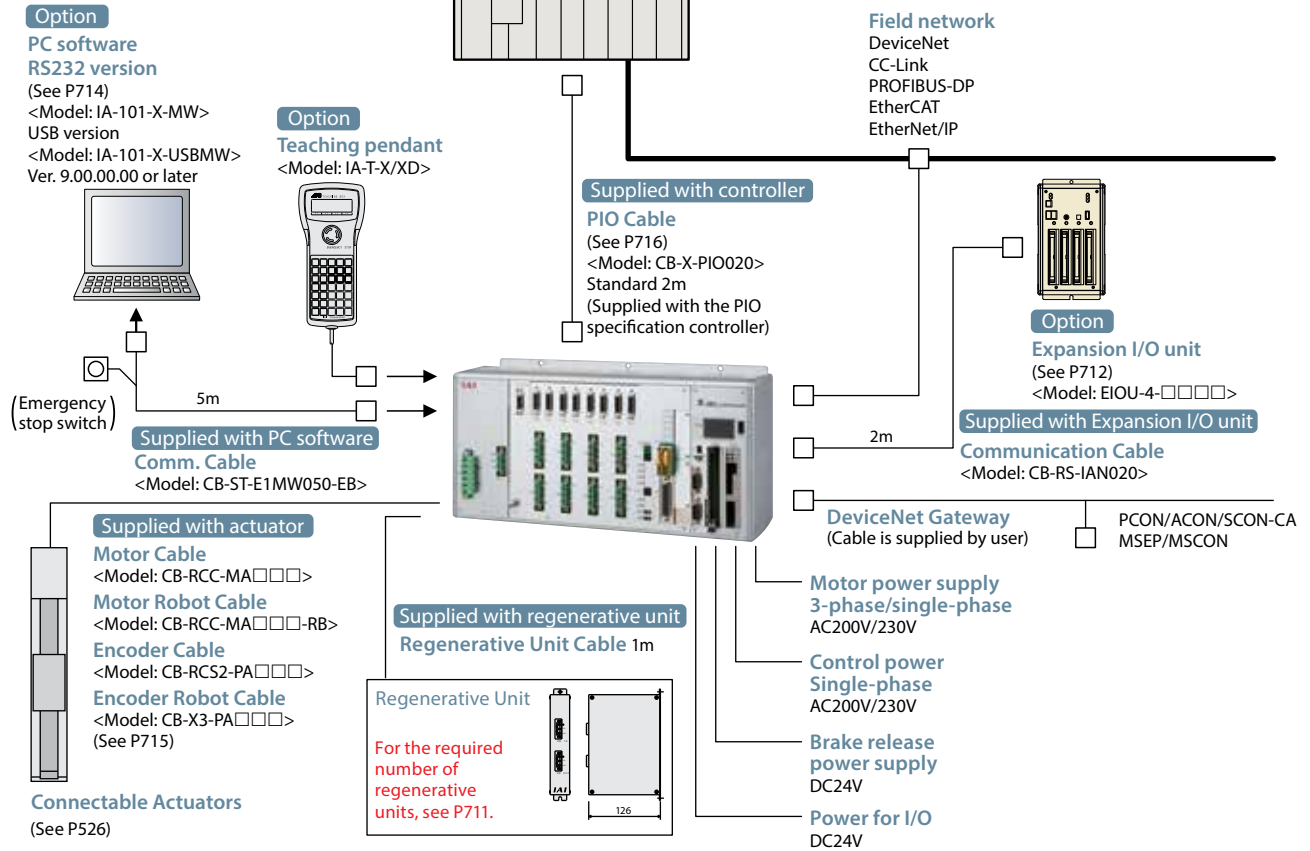 Option
PC software
RS232 version
(See P714)
<Model: IA-101-X-MW>
USB version
<Model: IA-101-X-USBMW>
Ver. 9.00.00.00 or later
Option
Teaching pendant
<Model: IA-T-X/XD>
EMERGENCY STOP
Supplied with controller
PIO Cable
(See P716)
<Model: CB-X-PIO020>
Standard 2m
(Supplied with the PIO
specification controller)
Field network
DeviceNet
CC-Link
PROFIBUS-DP
EtherCAT
EtherNet/IP
Option
Expansion I/O unit
(See P712)
<Model: EIOU-4-□□□□>
Supplied with Expansion I/O unit
2m
Communication Cable
<Model: CB-RS-IAN020>
(Emergency
stop switch)
5m
Supplied with PC software
Comm. Cable
<Model: CB-ST-E1MW050-EB>
DeviceNet Gateway
(Cable is supplied by user)
PCON/ACON/SCON-CA
MSEP/MSCON
Supplied with actuator
Motor Cable
<Model: CB-RCC-MA□□□>
Motor Robot Cable
<Model: CB-RCC-MA□□□-RB>
Encoder Cable
<Model: CB-RCS2-PA□□□>
Encoder Robot Cable
<Model: CB-X3-PA□□□>
(See P715)
Connectable Actuators
(See P526)
Supplied with regenerative unit
Regenerative Unit Cable 1m
Regenerative Unit
For the required
number of
regenerative
units, see P711.
IAI
126
Motor power supply
3-phase/single-phase
AC200V/230V
Control power
Single-phase
AC200V/230V
Brake release
power supply
DC24V
Power for I/O
DC24V